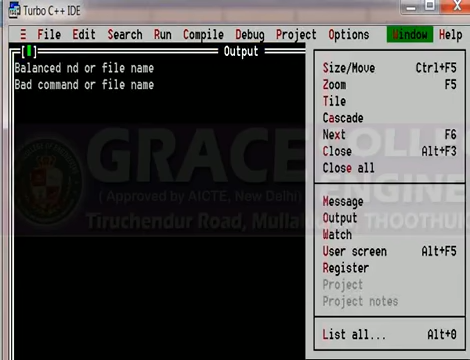 Turbo C++ IDE
≡ File Edit Search Run Compile Debug Project Options Window Help
Output
Balanced nd or file name
Bad command or file name
Size/Move Ctrl+F5
Zoom F5
Tile
Cascade
Next F6
Close Alt+F3
Close all
Message
Output
Watch
User screen Alt+F5
Register
Project
Project notes
List all... Alt+0
GRACE COLL
ENGINE
( Approved by AICTE, New Delhi)
Tiruchendur Road, Mulla THOOTHU